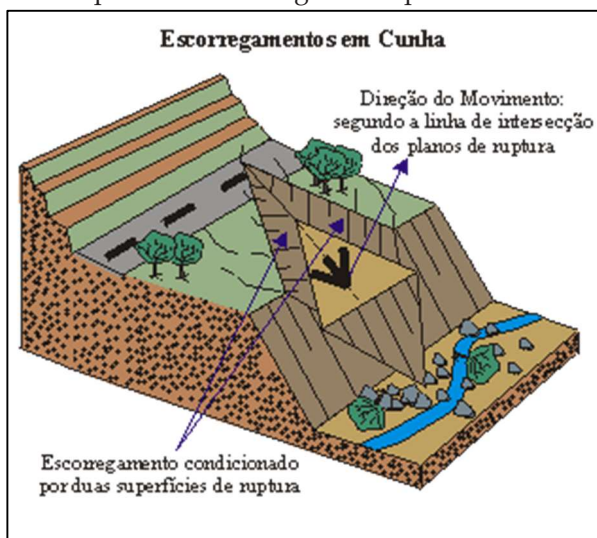 Escorregamentos em Cunha
Direção do Movimento:
segundo a linha de intersecção
dos planos de ruptura
Escorregamento condicionado
por duas superfícies de ruptura